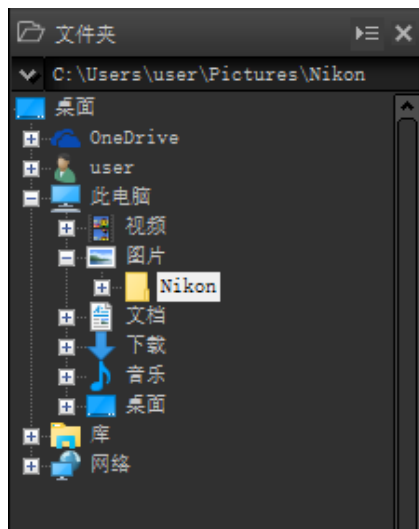 文件夹
C:\Users\user\Pictures\Nikon
桌面
OneDrive
user
此电脑
视频
图片
Nikon
文档
下载
音乐
桌面
库
网络